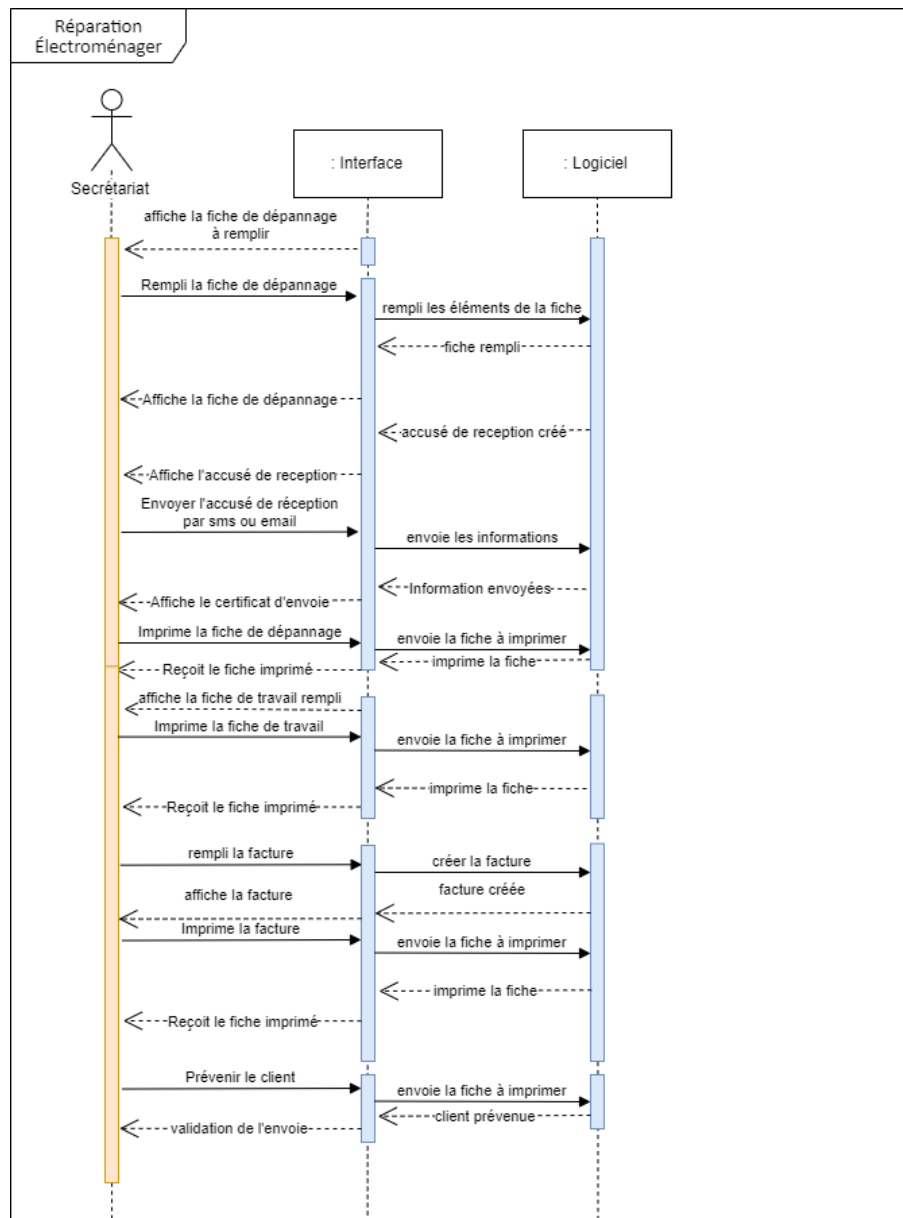 Réparation
Électroménager
Secrétariat
: Interface
: Logiciel
affiche la fiche de dépannage
à remplir
Rempli la fiche de dépannage
rempli les éléments de la fiche
fiche rempli
Affiche la fiche de dépannage
accusé de reception créé
Affiche l'accusé de reception
Envoyer l'accusé de réception
par sms ou email
envoie les informations
Information envoyées
Affiche le certificat d'envoie
Imprime la fiche de dépannage
envoie la fiche à imprimer
imprime la fiche
Reçoit le fiche imprimé
affiche la fiche de travail rempli
Imprime la fiche de travail
envoie la fiche à imprimer
imprime la fiche
Reçoit le fiche imprimé
rempli la facture
créer la facture
facture créée
affiche la facture
Imprime la facture
envoie la fiche à imprimer
imprime la fiche
Reçoit le fiche imprimé
Prévenir le client
envoie la fiche à imprimer
client prévenue
validation de l'envoie